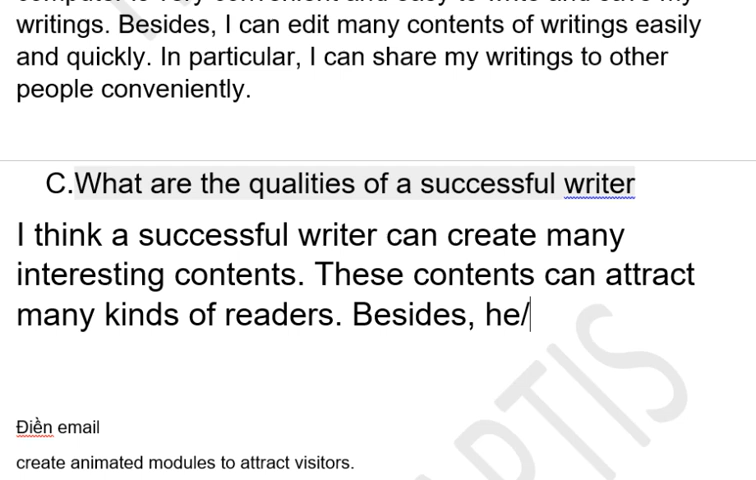 writings. Besides, I can edit many contents of writings easily
and quickly. In particular, I can share my writings to other
people conveniently.
C.What are the qualities of a successful writer
I think a successful writer can create many
interesting contents. These contents can attract
many kinds of readers. Besides, he/
Điền email
create animated modules to attract visitors.